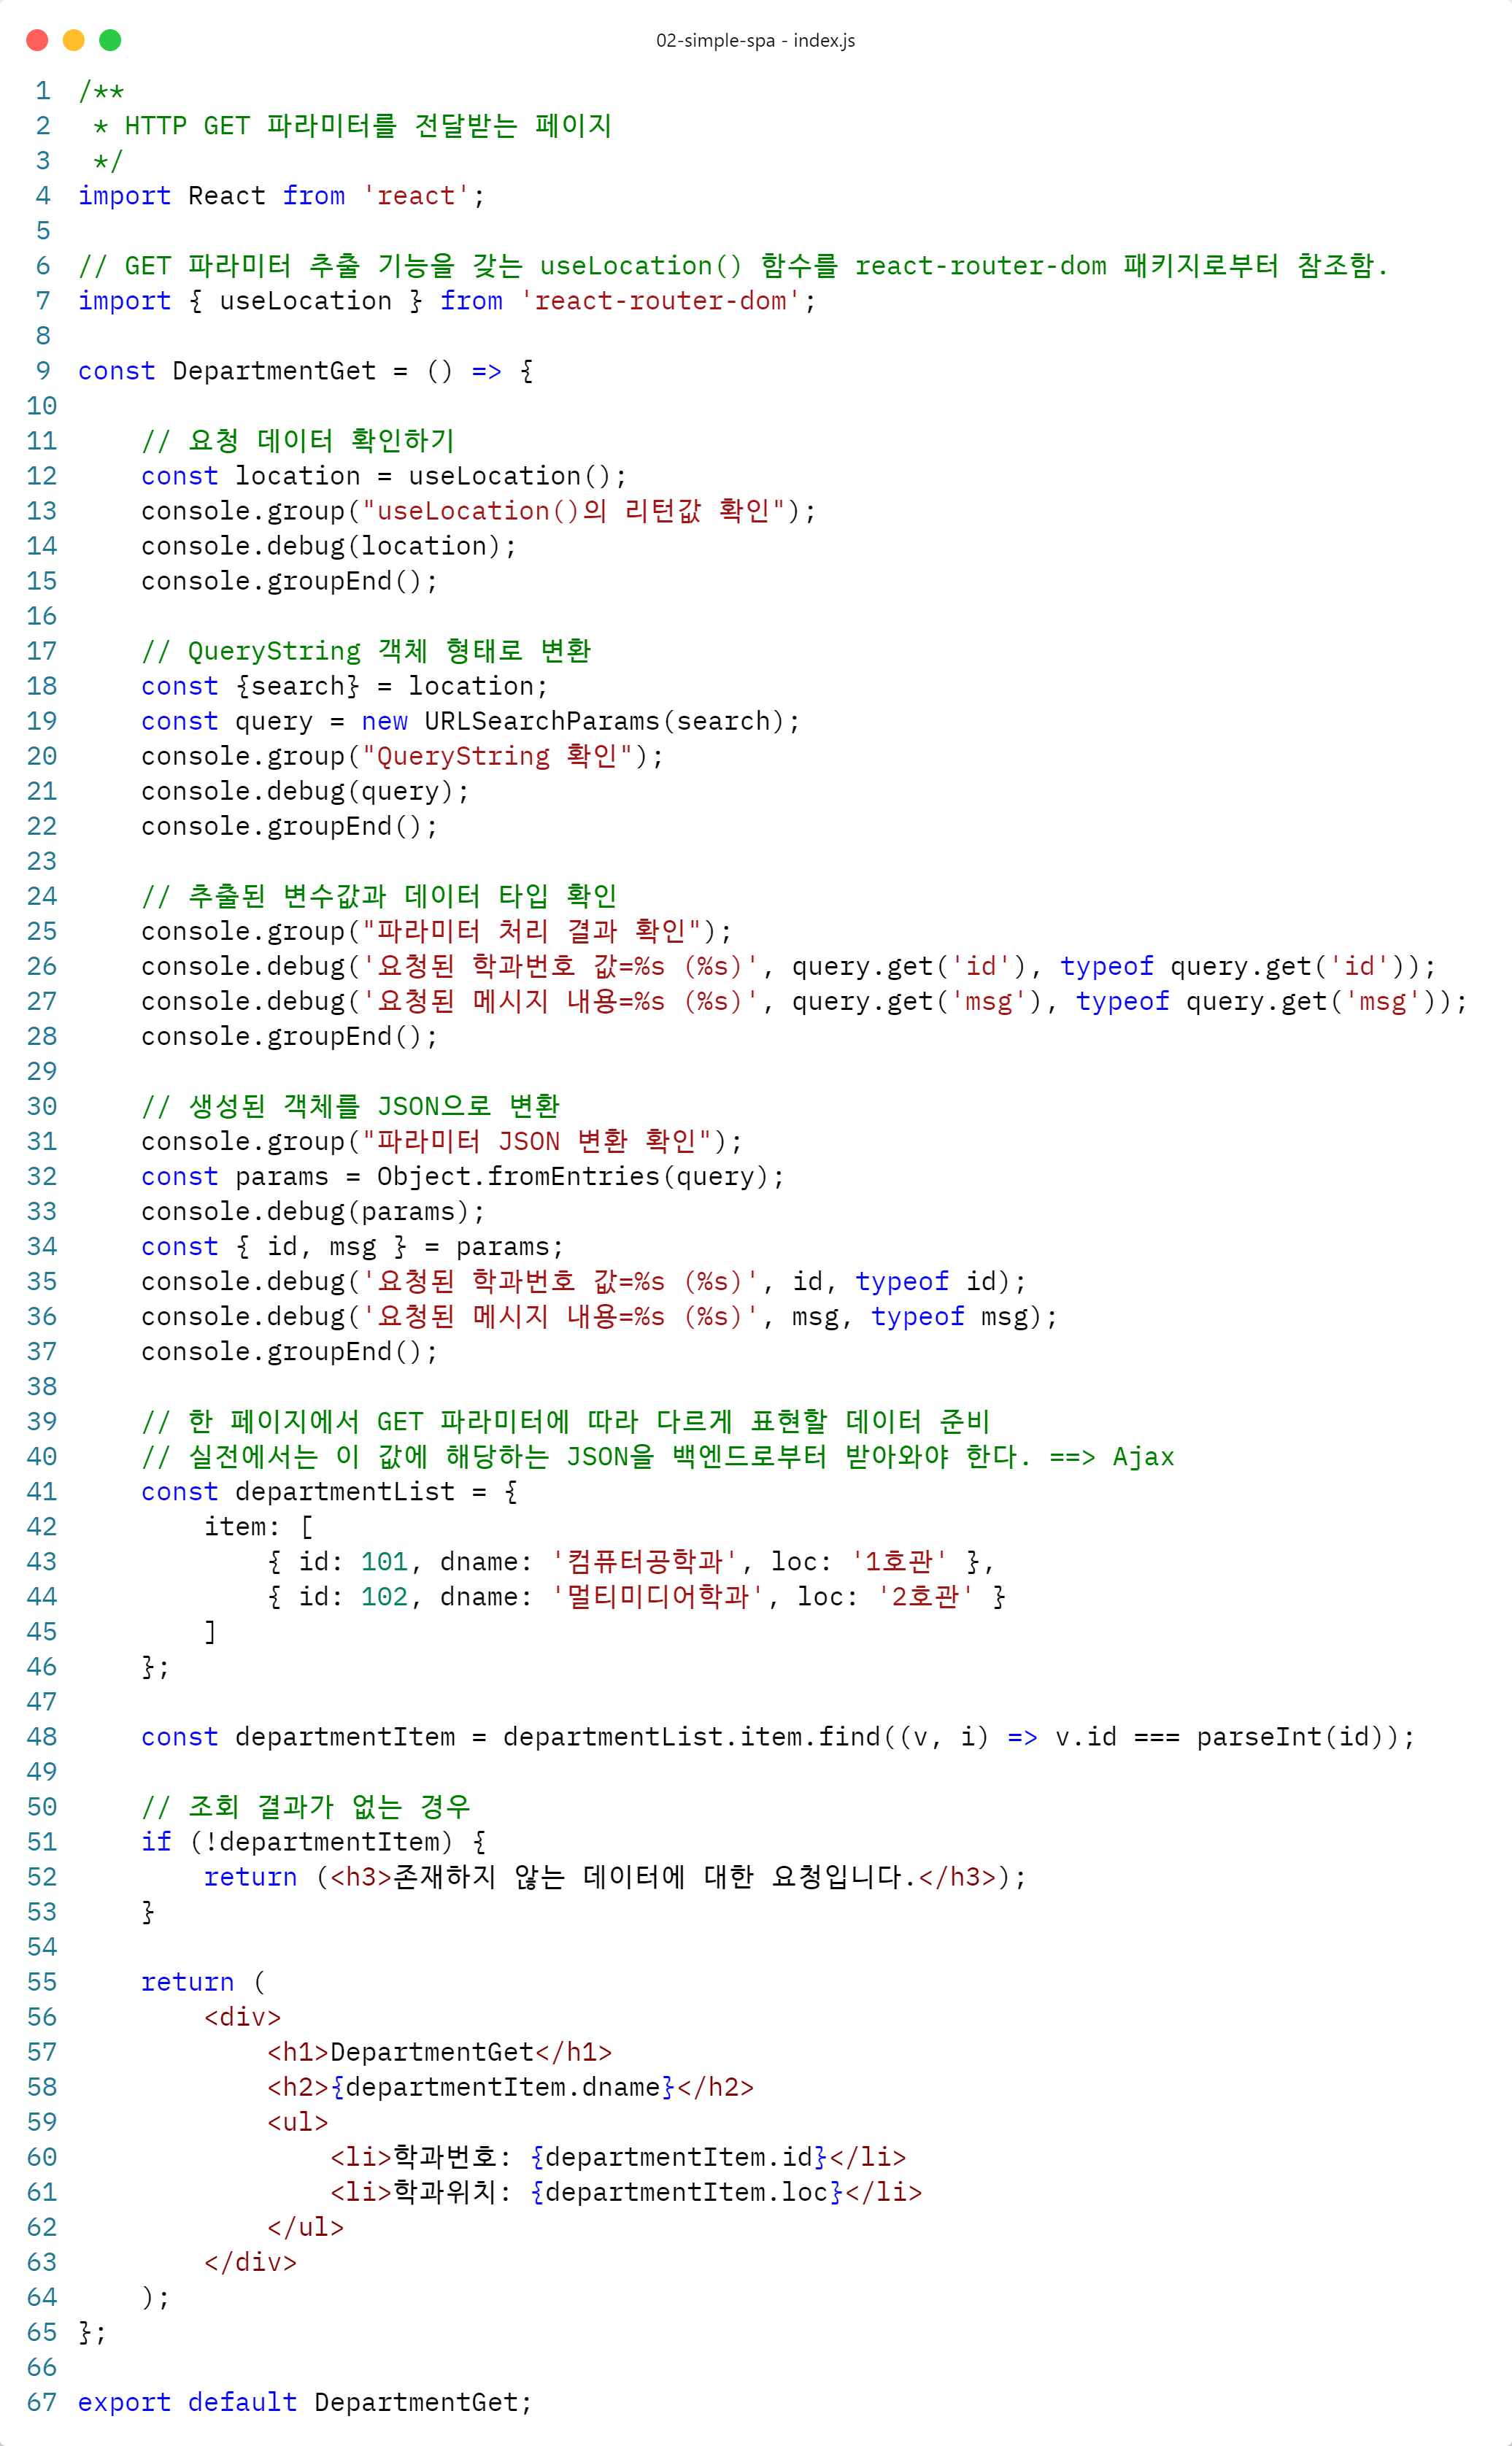 02-simple-spa - index.js
1 /**
2  * HTTP GET 파라미터를 전달받는 페이지
3  */
4 import React from 'react';
5
6 // GET 파라미터 추출 기능을 갖는 useLocation() 함수를 react-router-dom 패키지로부터 참조함.
7 import { useLocation } from 'react-router-dom';
8
9 const DepartmentGet = () => {
10
11     // 요청 데이터 확인하기
12     const location = useLocation();
13     console.group("useLocation()의 리턴값 확인");
14     console.debug(location);
15     console.groupEnd();
16
17     // QueryString 객체 형태로 변환
18     const {search} = location;
19     const query = new URLSearchParams(search);
20     console.group("QueryString 확인");
21     console.debug(query);
22     console.groupEnd();
23
24     // 추출된 변수값과 데이터 타입 확인
25     console.group("파라미터 처리 결과 확인");
26     console.debug('요청된 학과번호 값=%s (%s)', query.get('id'), typeof query.get('id'));
27     console.debug('요청된 메시지 내용=%s (%s)', query.get('msg'), typeof query.get('msg'));
28     console.groupEnd();
29
30     // 생성된 객체를 JSON으로 변환
31     console.group("파라미터 JSON 변환 확인");
32     const params = Object.fromEntries(query);
33     console.debug(params);
34     const { id, msg } = params;
35     console.debug('요청된 학과번호 값=%s (%s)', id, typeof id);
36     console.debug('요청된 메시지 내용=%s (%s)', msg, typeof msg);
37     console.groupEnd();
38
39     // 한 페이지에서 GET 파라미터에 따라 다르게 표현할 데이터 준비
40     // 실전에서는 이 값에 해당하는 JSON을 백엔드로부터 받아와야 한다. ==> Ajax
41     const departmentList = {
42         item: [
43             { id: 101, dname: '컴퓨터공학과', loc: '1호관' },
44             { id: 102, dname: '멀티미디어학과', loc: '2호관' }
45         ]
46     };
47
48     const departmentItem = departmentList.item.find((v, i) => v.id === parseInt(id));
49
50     // 조회 결과가 없는 경우
51     if (!departmentItem) {
52         return (<h3>존재하지 않는 데이터에 대한 요청입니다.</h3>);
53     }
54
55     return (
56         <div>
57             <h1>DepartmentGet</h1>
58             <h2>{departmentItem.dname}</h2>
59             <ul>
60                 <li>학과번호: {departmentItem.id}</li>
61                 <li>학과위치: {departmentItem.loc}</li>
62             </ul>
63         </div>
64     );
65 };
66
67 export default DepartmentGet;